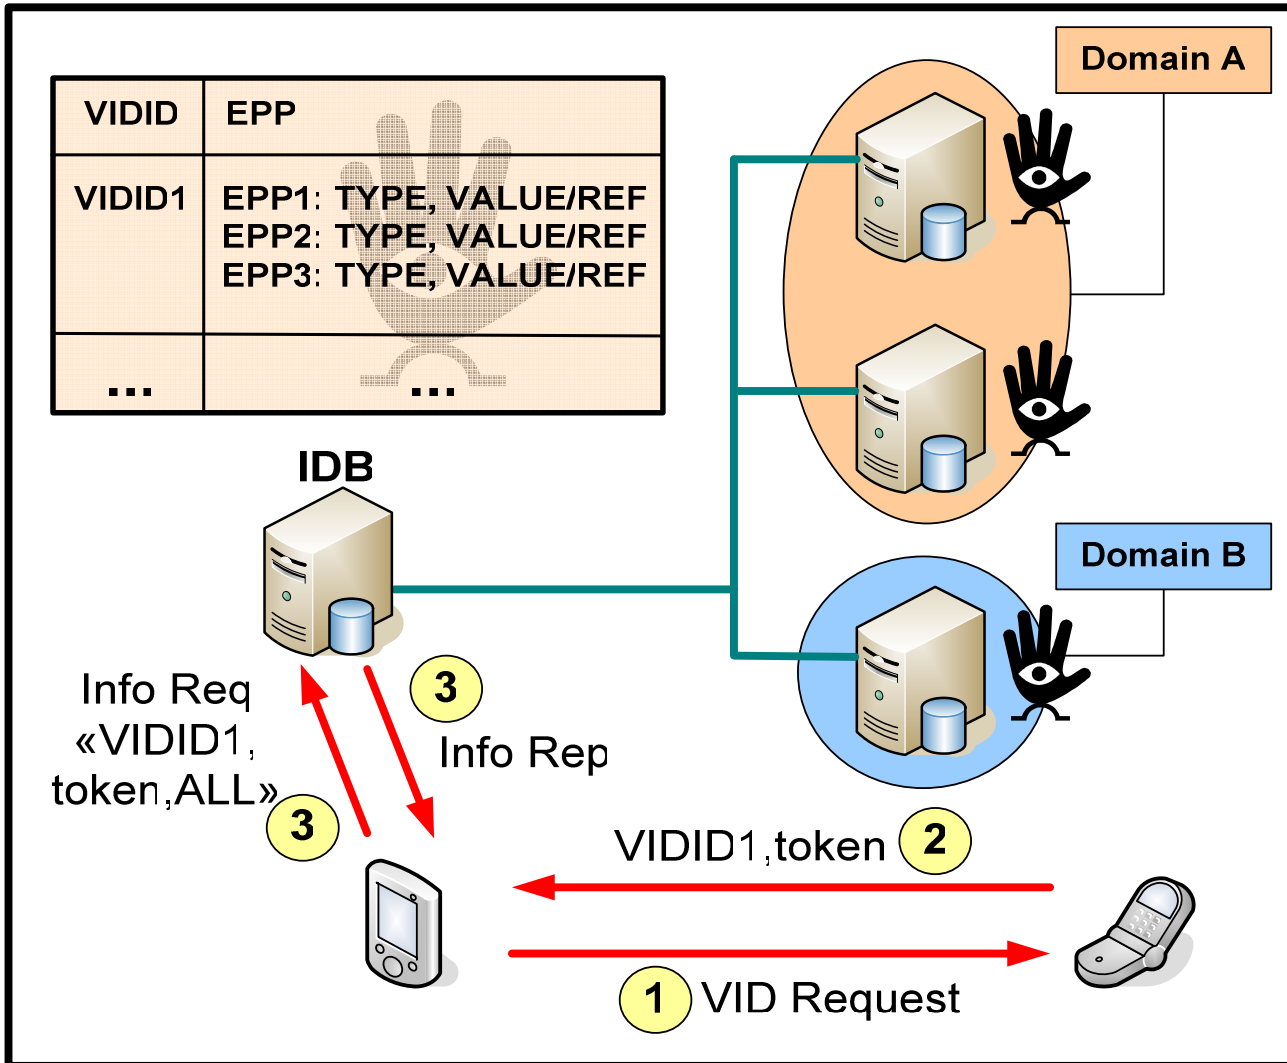 Domain A
VIDID EPP
VIDID1 EPP1: TYPE, VALUE/REF
EPP2: TYPE, VALUE/REF
EPP3: TYPE, VALUE/REF
... ...
IDB
Domain B
Info Req
«VIDID1,
token,ALL»
3
3
Info Rep
VIDID1,token 2
1 VID Request